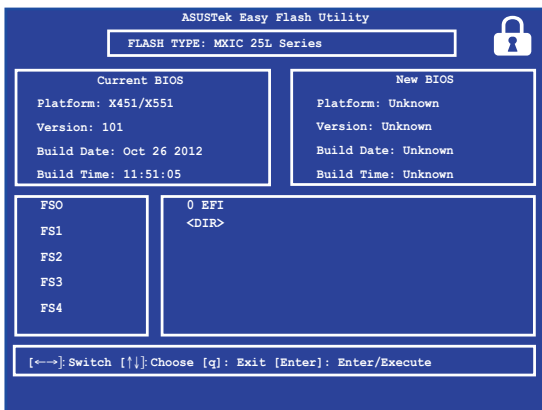 ASUSTek Easy Flash Utility
FLASH TYPE: MXIC 25L Series
Current BIOS
Platform: X451/X551
Version: 101
Build Date: Oct 26 2012
Build Time: 11:51:05
New BIOS
Platform: Unknown
Version: Unknown
Build Date: Unknown
Build Time: Unknown
FSO
FS1
FS2
FS3
FS4
0 EFI
<DIR>
[←→]: Switch [↑↓]: Choose [q]: Exit [Enter]: Enter/Execute